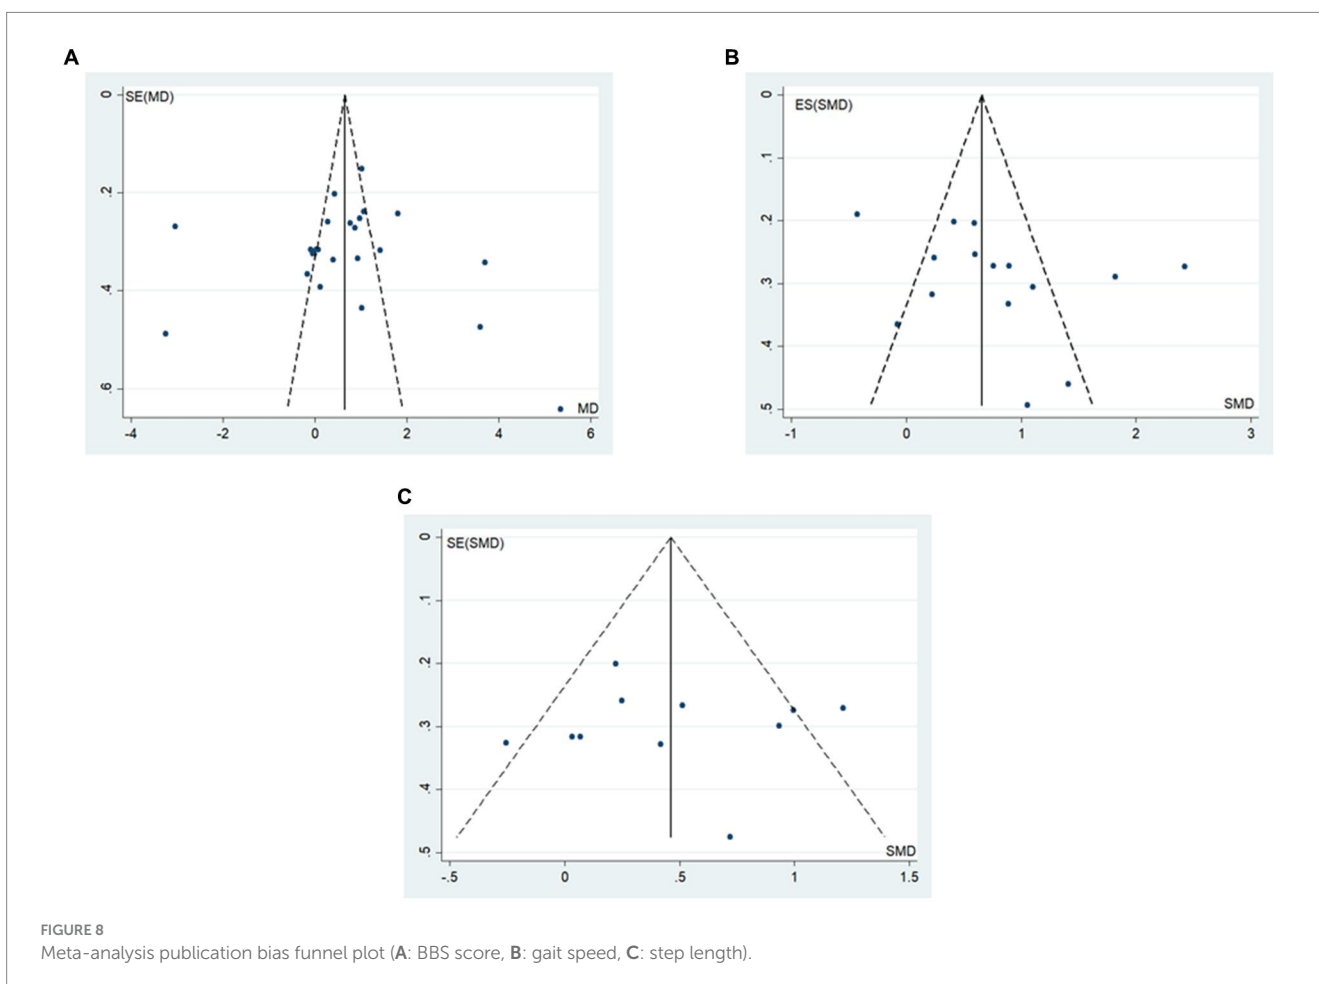 A
SE(MD)
0
.2
.4
.6
MD
-4
-2
0
2
4
6
B
ES(SMD)
0
.1
.2
.3
.4
.5
SMD
-1
0
1
2
3
C
SE(SMD)
0
.1
.2
.3
.4
.5
SMD
-.5
0
.5
1
1.5
FIGURE 8
Meta-analysis publication bias funnel plot (A: BBS score, B: gait speed, C: step length).